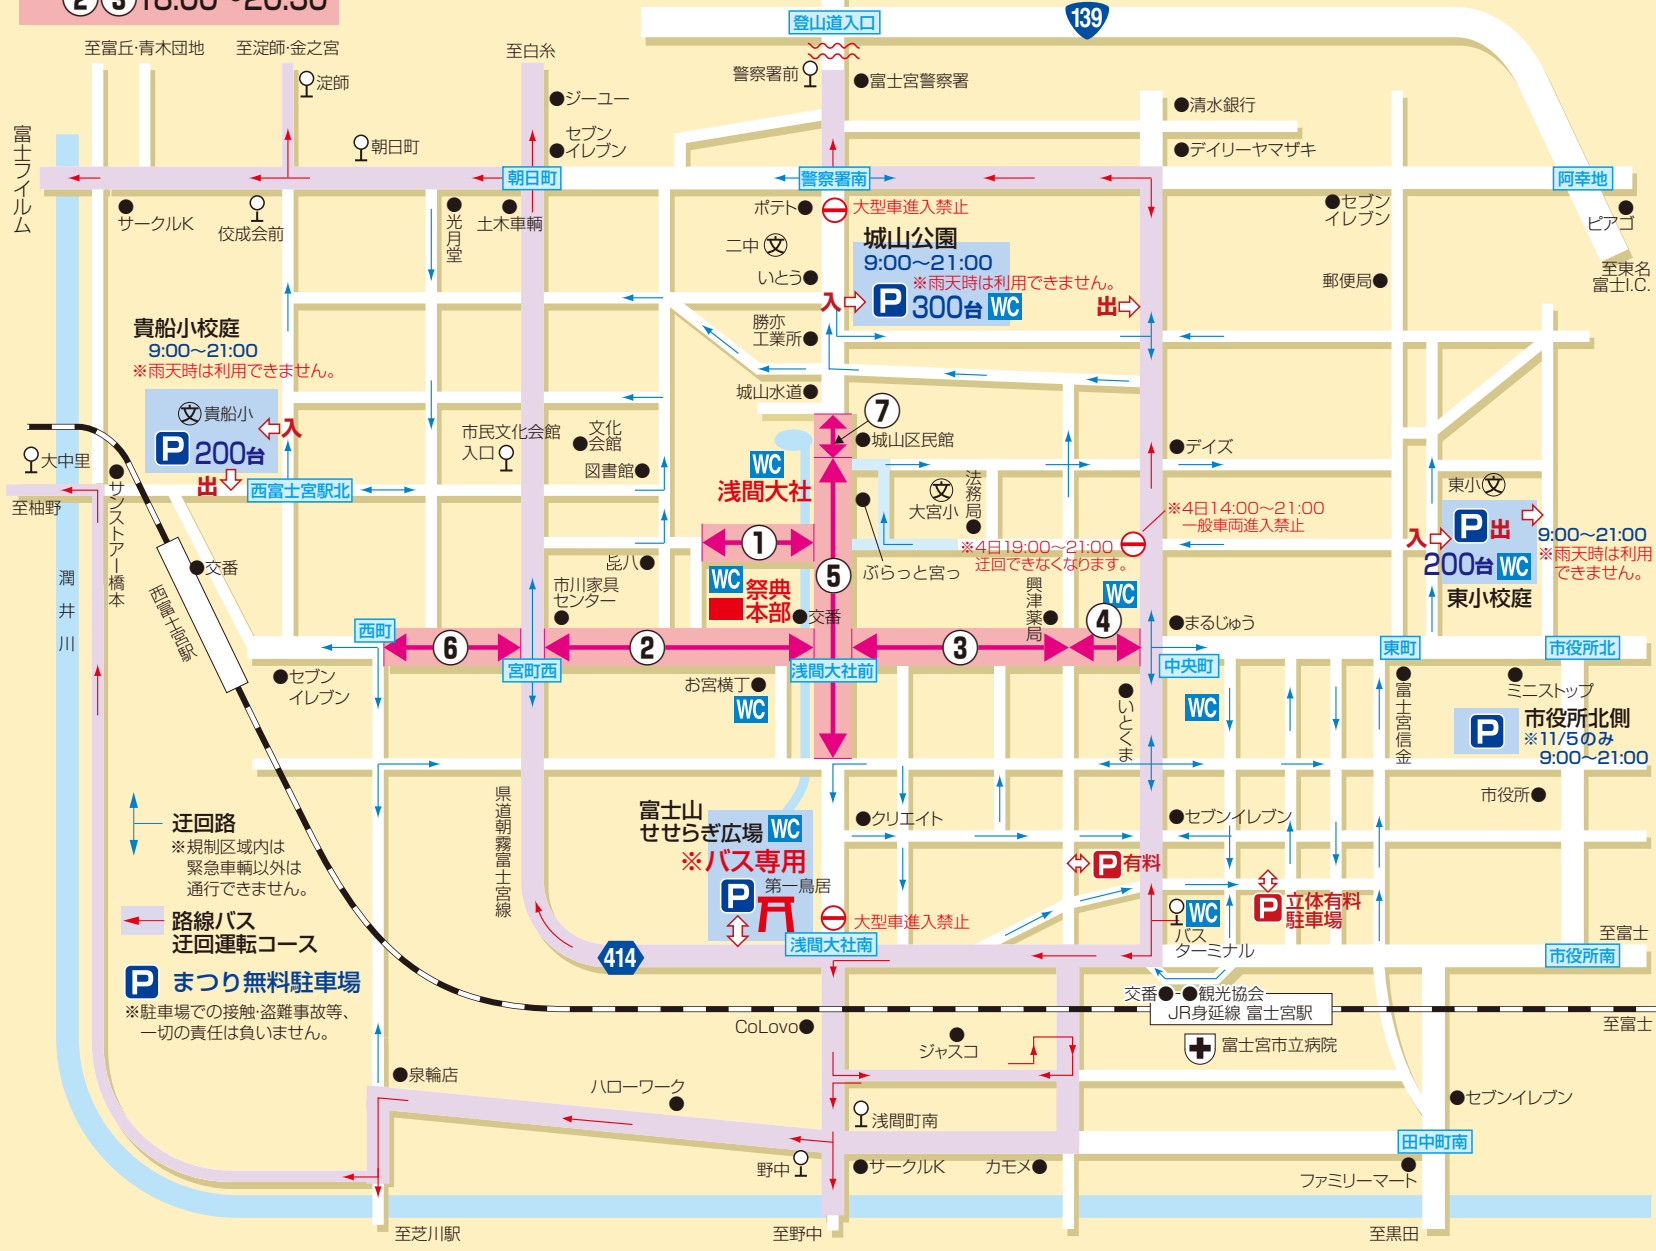 ②③18:00〜20:30
登山道入口
139
至富丘・青木団地
至淀師・金之宮
至白糸
淀師
警察署前
富士宮警察署
ジーユー
清水銀行
富士フイルム
朝日町
セブン
イレブン
デイリーヤマザキ
朝日町
警察署南
阿幸地
サークルK
佼成会前
光月堂
土木車輌
ポテト
大型車進入禁止
セブン
イレブン
ピアゴ
二中
文
城山公園
9:00〜21:00
※雨天時は利用できません。
いとう
入
P
300台
WC
出
郵便局
至東名
富士I.C.
貴船小校庭
9:00〜21:00
※雨天時は利用できません。
勝亦
工業所
文
貴船小
入
P
200台
出
城山水道
⑦
城山区民館
デイズ
市民文化会館
入口
文化
会館
図書館
WC
浅間大社
大中里
至柚野
サンストアー橋本
西富士宮駅北
文
大宮小
法務局
※4日14:00〜21:00
一般車両進入禁止
東小
文
P
出
入
200台
WC
9:00〜21:00
※雨天時は利用
できません。
東小校庭
①
※4日19:00〜21:00
迂回できなくなります。
ぷらっと宮っ
昆八
交番
潤井川
西富士宮駅
市川家具
センター
WC
祭典
本部
交番
⑤
興津薬局
WC
④
まるじゅう
西町
⑥
②
③
宮町西
浅間大社前
中央町
東町
市役所北
セブン
イレブン
お宮横丁
WC
いとくま
WC
富士宮信金
ミニストップ
P
市役所北側
※11/5のみ
9:00〜21:00
市役所
県道朝霧富士宮線
富士山
せせらぎ広場
WC
※バス専用
P
第一鳥居
クリエイト
セブンイレブン
P
有料
迂回路
※規制区域内は
緊急車輌以外は
通行できません。
路線バス
迂回運転コース
P
まつり無料駐車場
※駐車場での接触・盗難事故等、
一切の責任は負いません。
大型車進入禁止
浅間大社南
414
WC
バス
ターミナル
P
立体有料
駐車場
至富士
市役所南
交番
観光協会
JR身延線 富士宮駅
至富士
CoLovo
ジャスコ
富士宮市立病院
泉輪店
ハローワーク
浅間町南
セブンイレブン
田中町南
野中
サークルK
カモメ
ファミリーマート
至芝川駅
至野中
至黒田